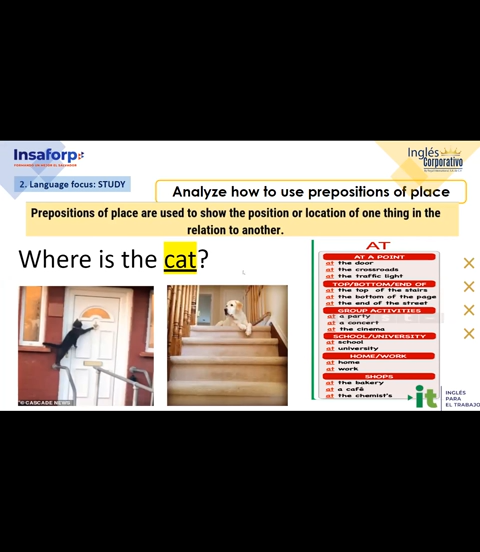 Insaforp
Inglés
Corporativo
2. Language focus: STUDY
Analyze how to use prepositions of place
Prepositions of place are used to show the position or location of one thing in the
relation to another.
Where is the cat?
AT
AT A POINT
at the door
at the crossroads
at the traffic light
TOP/BOTTOM/END OF
at the top of the stairs
at the bottom of the page
at the end of the street
GROUP ACTIVITIES
at a party
at a concert
at the cinema
SCHOOL/UNIVERSITY
at school
at university
HOME/WORK
at home
at work
SHOPS
at the bakery
at a café
at the chemist's
© CASCADE NEWS
it
INGLÉS
PARA
EL TRABAJO